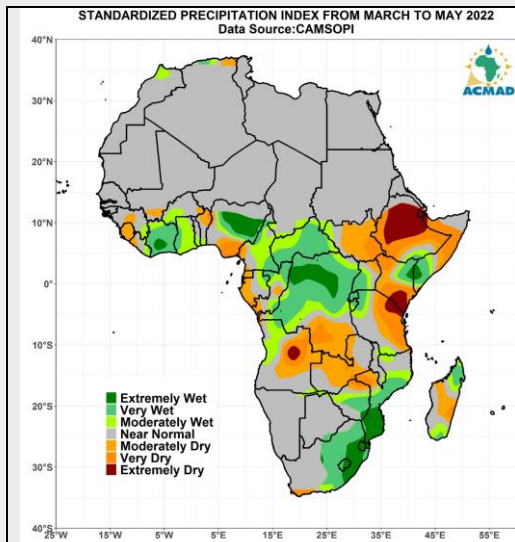 STANDARDIZED PRECIPITATION INDEX FROM MARCH TO MAY 2022
Data Source:CAMSOPI
40°N
ACMAD
30°N
20°N
10°N
0°
10°S
Extremely Wet
Very Wet
20°S
Moderately Wet
Near Normal
Moderately Dry
Very Dry
30°S
Extremely Dry
40°S
25°W 15°W 5°W 5°E 15°E 25°E 35°E 45°E 55°E